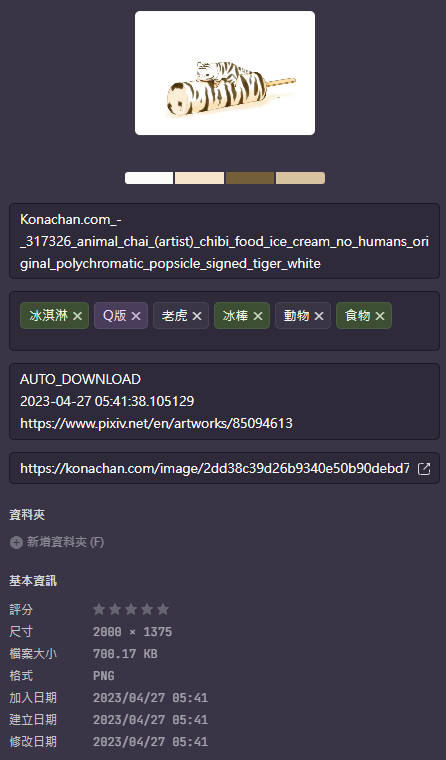 Konachan.com_-
_317326_animal_chai_(artist)_chibi_food_ice_cream_no_humans_ori
ginal_polychromatic_popsicle_signed_tiger_white
冰淇淋 × Q版 × 老虎 × 冰棒 × 動物 × 食物 ×
AUTO_DOWNLOAD
2023-04-27 05:41:38.105129
https://www.pixiv.net/en/artworks/85094613
https://konachan.com/image/2dd38c39d26b9340e50b90debd7
資料夾
新增資料夾 (F)
基本資訊
評分
尺寸 2000 × 1375
檔案大小 700.17 KB
格式 PNG
加入日期 2023/04/27 05:41
建立日期 2023/04/27 05:41
修改日期 2023/04/27 05:41